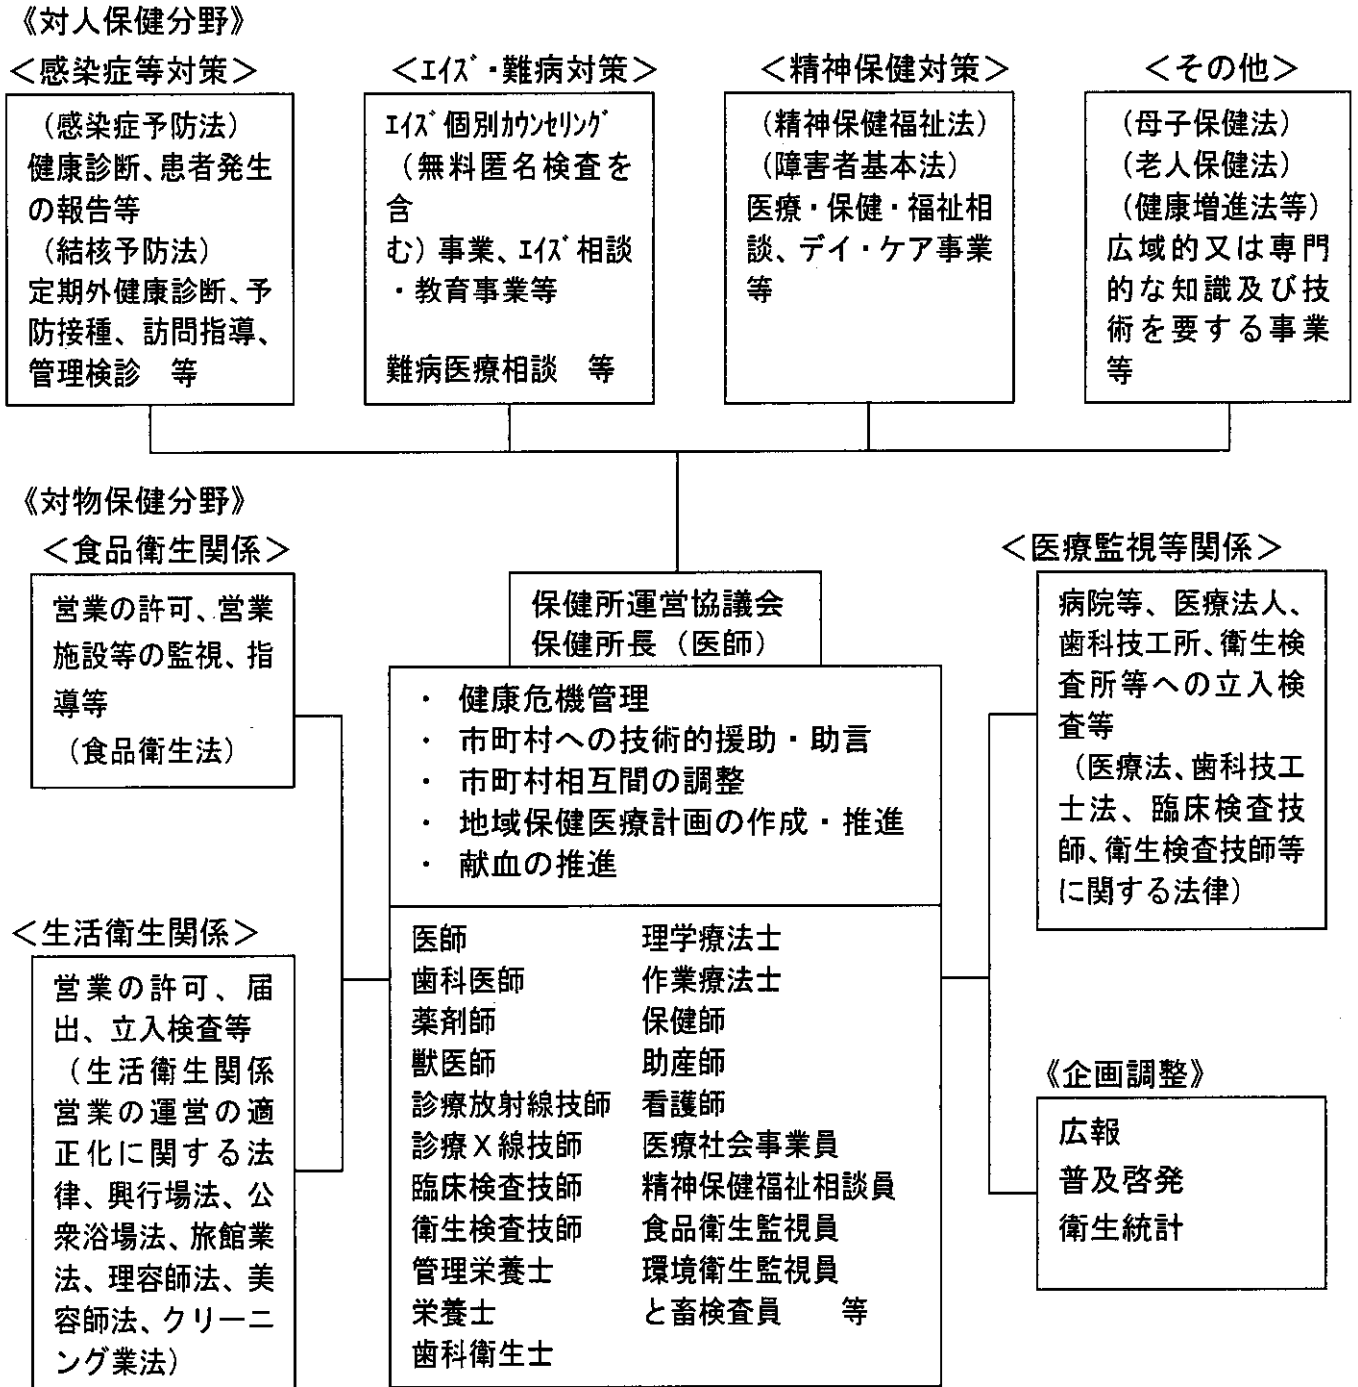 《対人保健分野》
＜感染症等対策＞
（感染症予防法）
健康診断、患者発生
の報告等
（結核予防法）
定期外健康診断、予
防接種、訪問指導、
管理検診　等
＜ｴｲｽﾞ・難病対策＞
ｴｲｽﾞ個別ｶｳﾝｾﾘﾝｸﾞ
（無料匿名検査を
含
む）事業、ｴｲｽﾞ相談
・教育事業等
難病医療相談　等
＜精神保健対策＞
（精神保健福祉法）
（障害者基本法）
医療・保健・福祉相
談、デイ・ケア事業
等
＜その他＞
（母子保健法）
（老人保健法）
（健康増進法等）
広域的又は専門
的な知識及び技
術を要する事業
等
《対物保健分野》
＜食品衛生関係＞
営業の許可、営業
施設等の監視、指
導等
（食品衛生法）
＜生活衛生関係＞
営業の許可、届
出、立入検査等
（生活衛生関係
営業の運営の適
正化に関する法
律、興行場法、公
衆浴場法、旅館業
法、理容師法、美
容師法、クリーニ
ング業法）
保健所運営協議会
保健所長（医師）
・　健康危機管理
・　市町村への技術的援助・助言
・　市町村相互間の調整
・　地域保健医療計画の作成・推進
・　献血の推進
医師　理学療法士
歯科医師　作業療法士
薬剤師　保健師
獣医師　助産師
診療放射線技師　看護師
診療Ｘ線技師　医療社会事業員
臨床検査技師　精神保健福祉相談員
衛生検査技師　食品衛生監視員
管理栄養士　環境衛生監視員
栄養士　と畜検査員　等
歯科衛生士
＜医療監視等関係＞
病院等、医療法人、
歯科技工所、衛生検
査所等への立入検
査等
（医療法、歯科技工
士法、臨床検査技
師、衛生検査技師等
に関する法律）
《企画調整》
広報
普及啓発
衛生統計